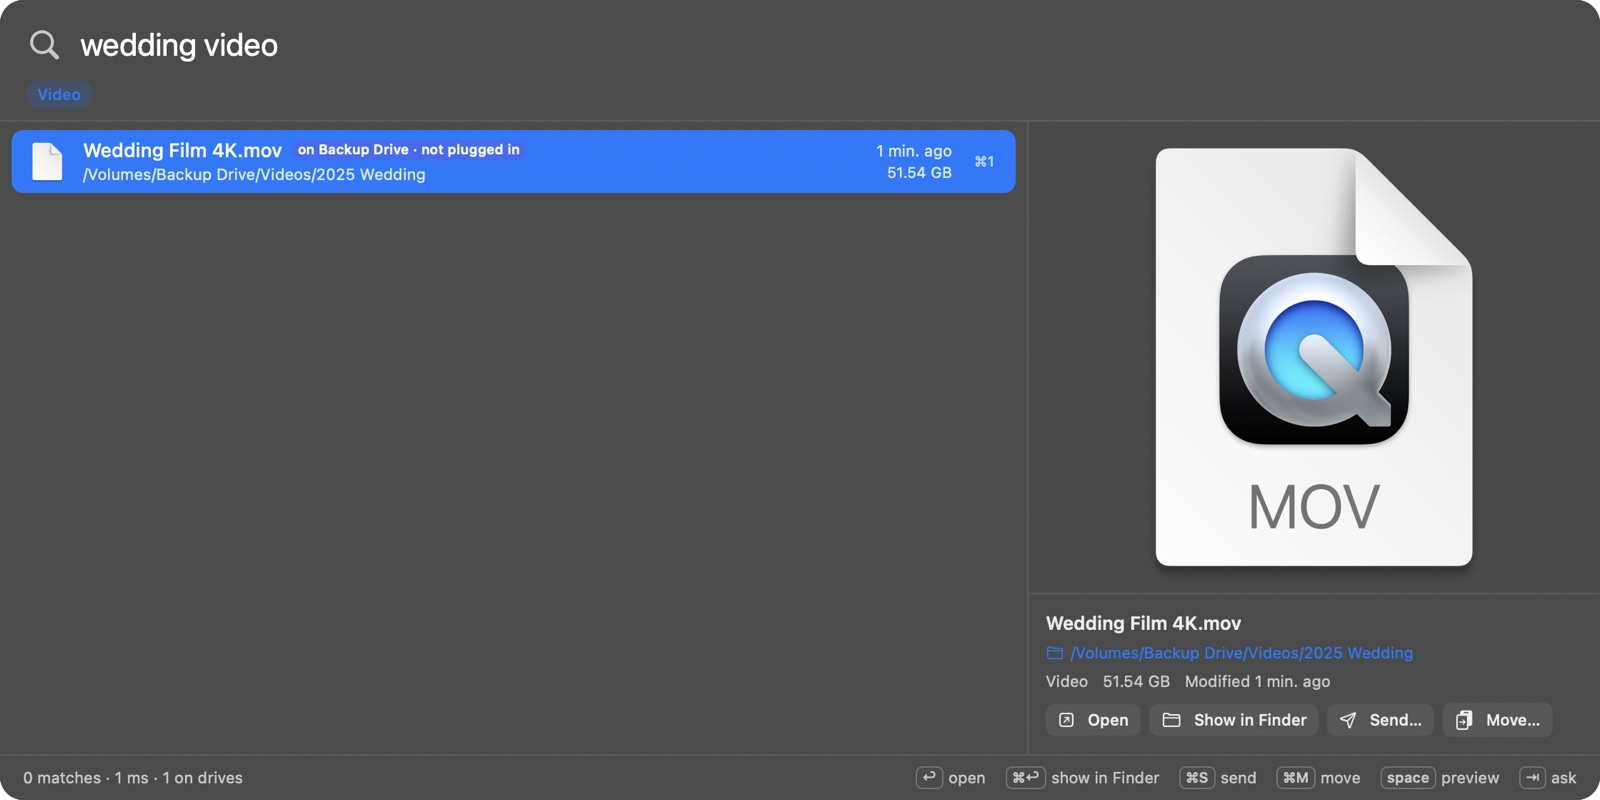 wedding video
Video
Wedding Film 4K.mov on Backup Drive · not plugged in
/Volumes/Backup Drive/Videos/2025 Wedding
1 min. ago
51.54 GB
⌘1
MOV
Wedding Film 4K.mov
/Volumes/Backup Drive/Videos/2025 Wedding
Video 51.54 GB Modified 1 min. ago
Open Show in Finder Send... Move...
0 matches · 1 ms · 1 on drives
↩ open ⌘↩ show in Finder ⌘S send ⌘M move space preview ⇥ ask